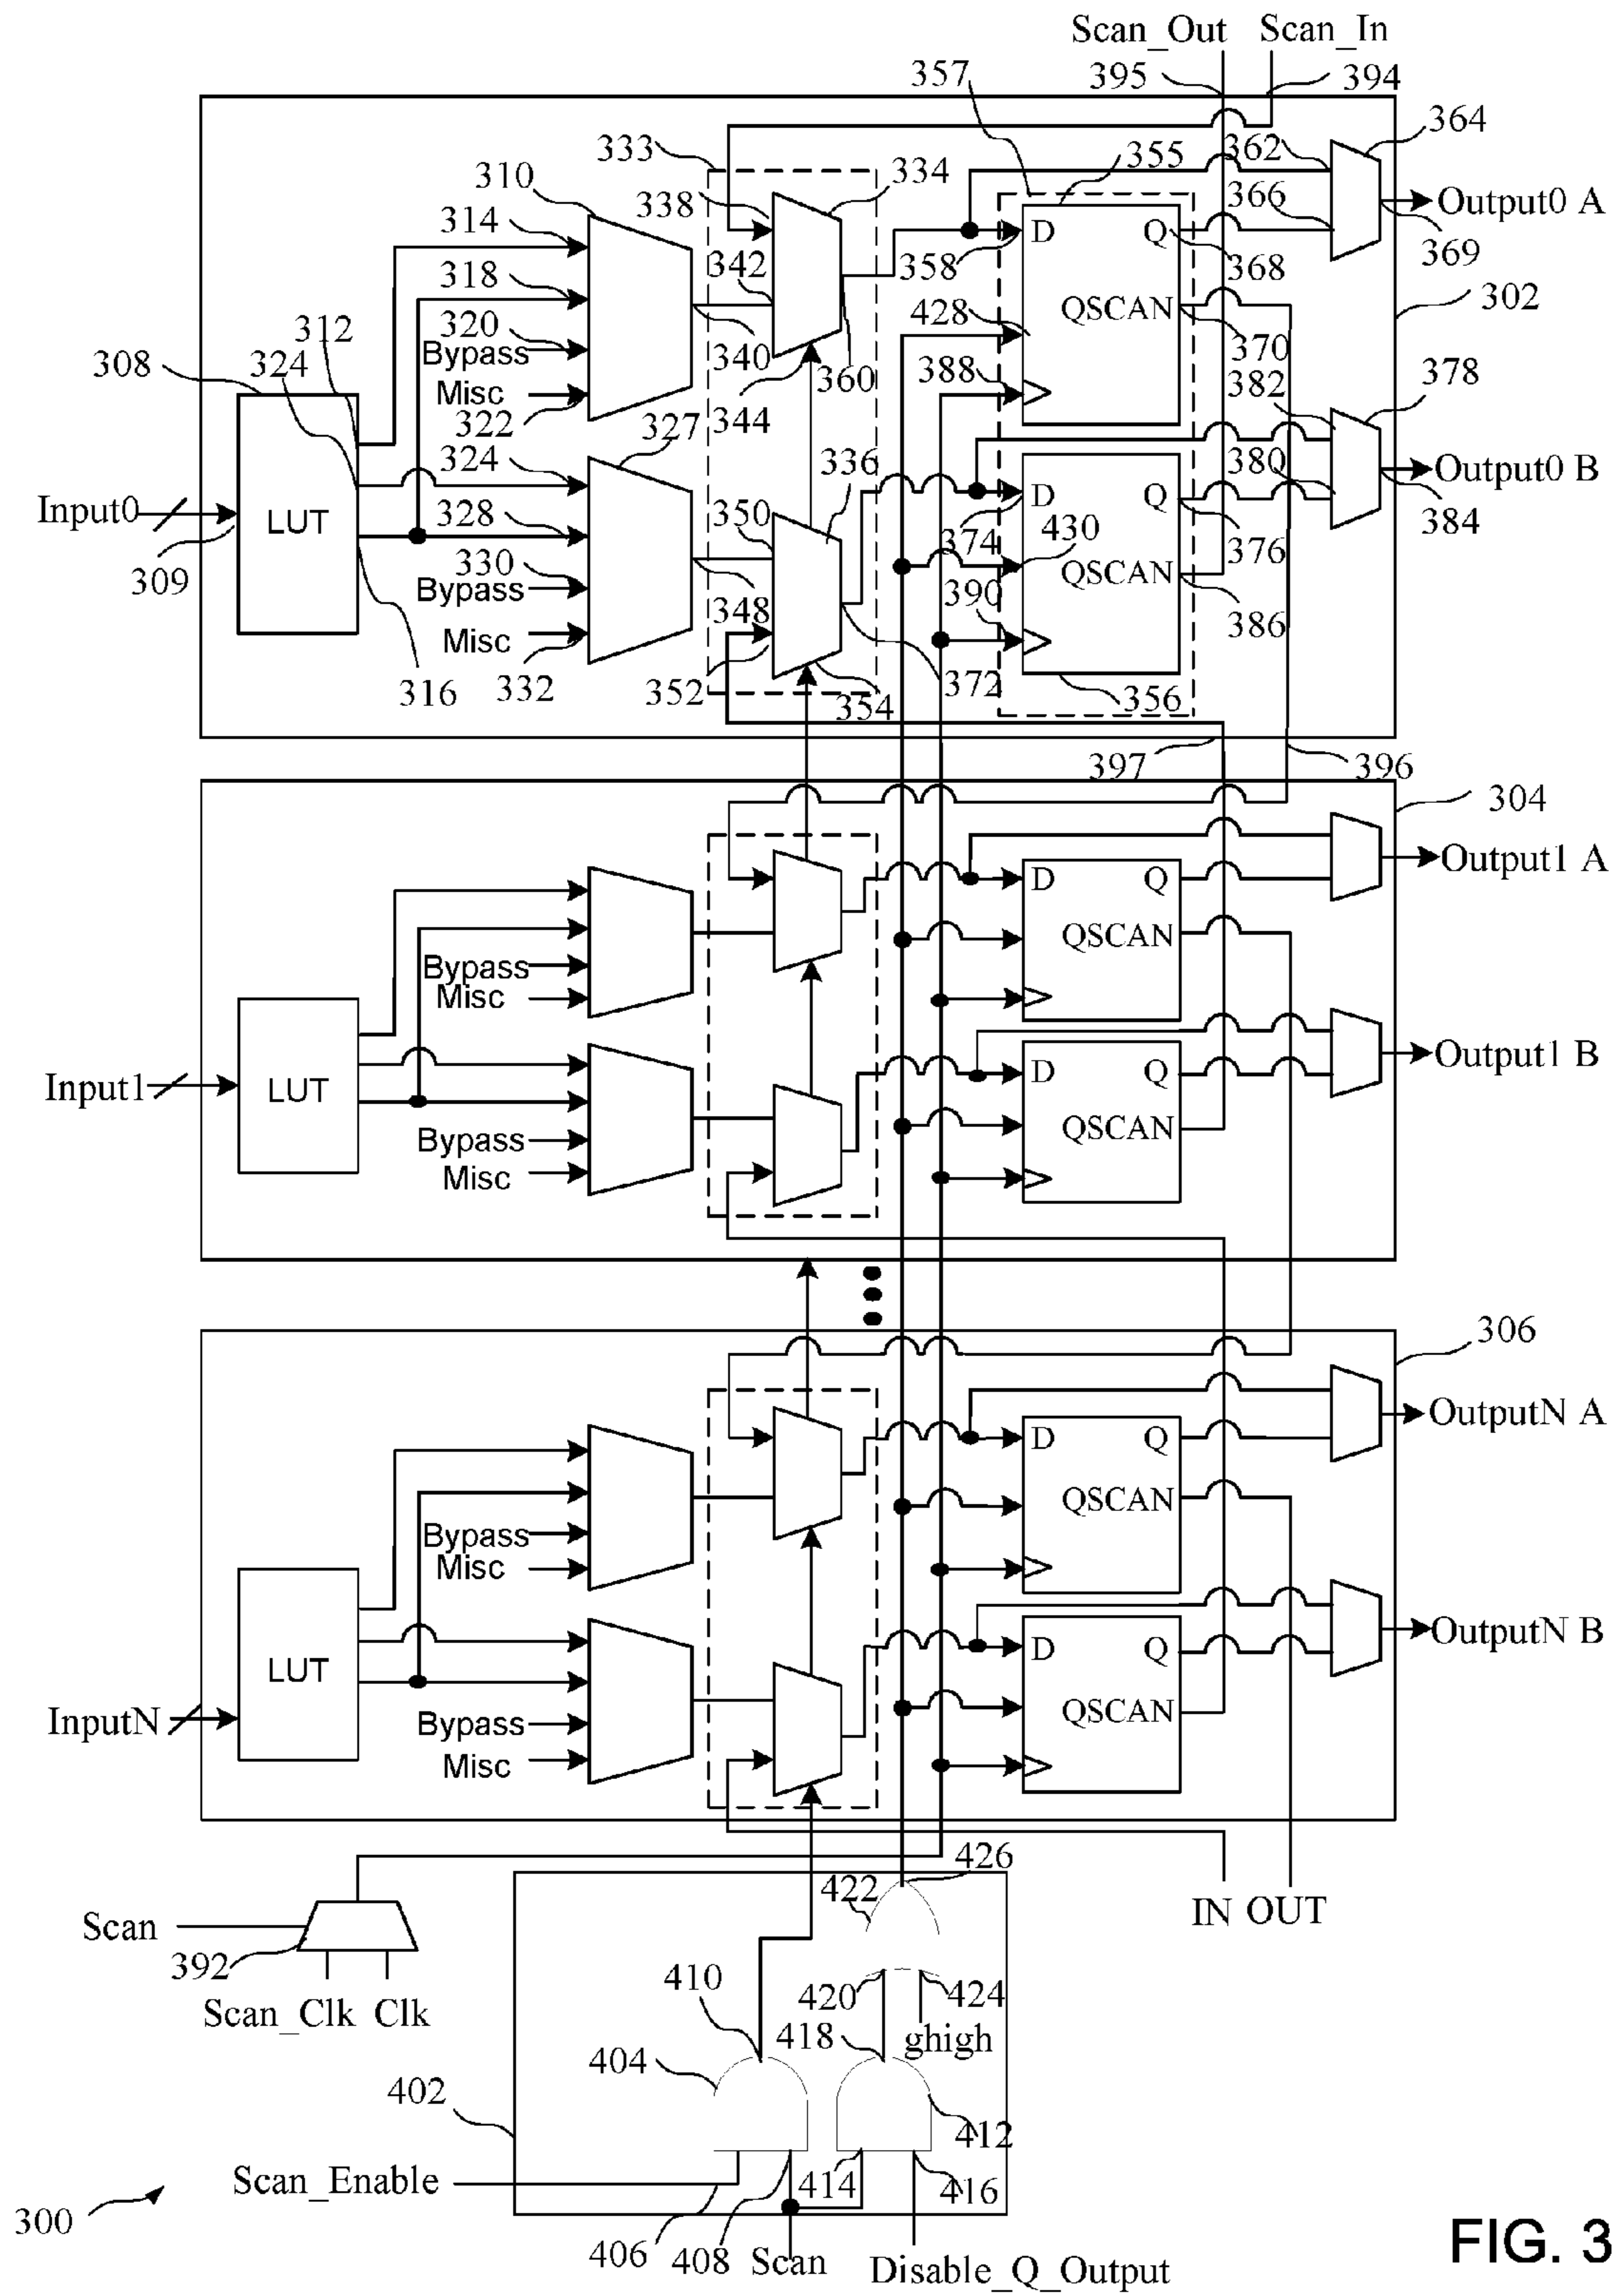 Scan_Out Scan_In
357 395 394
364
333 334 355 362
310
338 366 Output0 A
314
342 358 D Q 368 369
318 302
312 320 428 QSCAN
Bypass 340 370
308 324 360 388 382 378
Misc 344
322 327
324 336 380 Output0 B
Input0 328 350 D Q
LUT 374 430 376 384
309 330
Bypass 348 390 QSCAN 386
Misc
316 332 352 354 372 356
397 396
304
D Q Output1 A
Bypass QSCAN
Misc
Input1 LUT D Q Output1 B
Bypass QSCAN
Misc
306
OutputN A
D Q
QSCAN
Bypass
Misc
LUT D Q OutputN B
InputN Bypass QSCAN
Misc
426
422
Scan IN OUT
392
410 420 424
Scan_Clk Clk
418 ghigh
404
402
412
Scan_Enable 414 416
300
406 408 Scan Disable_Q_Output
FIG. 3